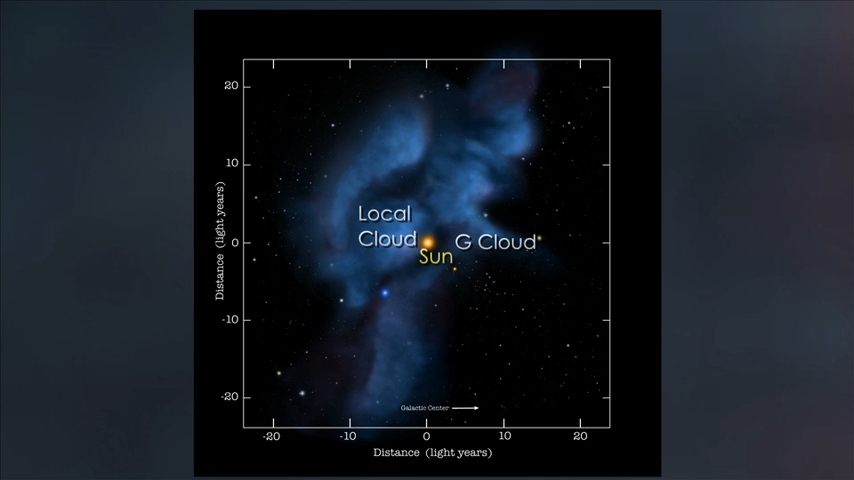 20
10
0
-10
-20
Distance (light years)
Local
Cloud
Sun
G Cloud
Galactic Center
-20
-10
0
10
20
Distance (light years)